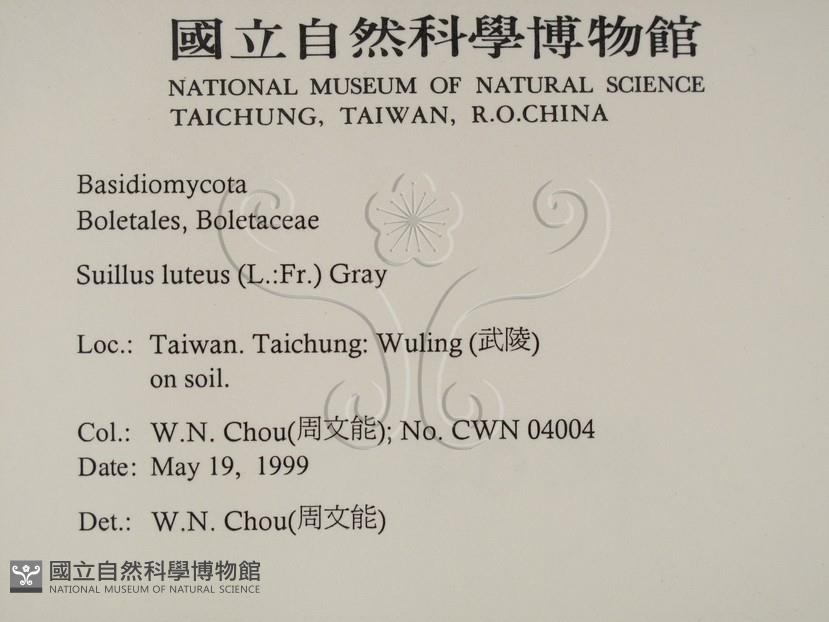 國立自然科學博物館
NATIONAL MUSEUM OF NATURAL SCIENCE
TAICHUNG, TAIWAN, R.O.CHINA
Basidiomycota
Boletales, Boletaceae
Suillus luteus (L.:Fr.) Gray
Loc.: Taiwan. Taichung: Wuling (武陵)
on soil.
Col.: W.N. Chou(周文能); No. CWN 04004
Date: May 19, 1999
Det.: W.N. Chou(周文能)
國立自然科學博物館
NATIONAL MUSEUM OF NATURAL SCIENCE